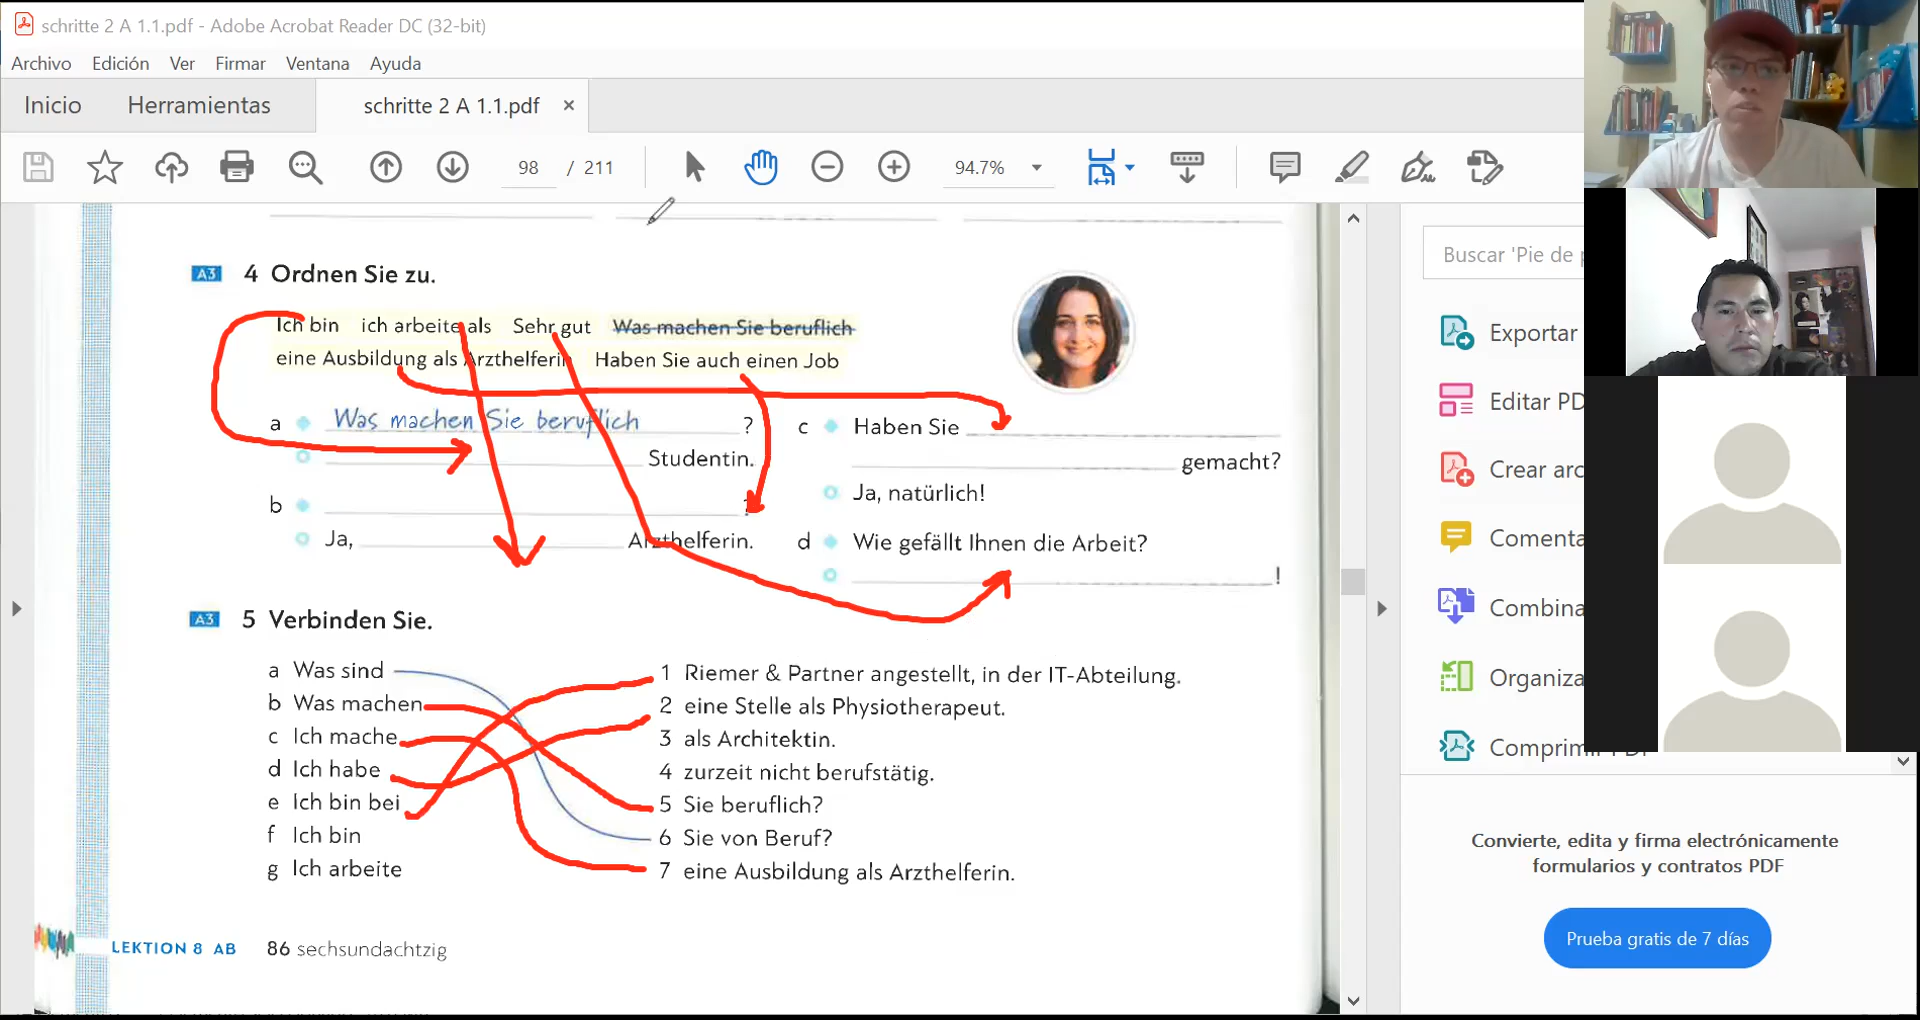 schritte 2 A 1.1.pdf - Adobe Acrobat Reader DC (32-bit)
Archivo Edición Ver Firmar Ventana Ayuda
Inicio Herramientas schritte 2 A 1.1.pdf ×
98 / 211 94.7%
A3 4 Ordnen Sie zu.
Ich bin ich arbeite als Sehr gut Was machen Sie beruflich
eine Ausbildung als Arzthelferin Haben Sie auch einen Job
a Was machen Sie beruflich ?
Studentin.
b ?
Ja, Arzthelferin.
c Haben Sie
gemacht?
Ja, natürlich!
d Wie gefällt Ihnen die Arbeit?
!
A3 5 Verbinden Sie.
a Was sind
b Was machen
c Ich mache
d Ich habe
e Ich bin bei
f Ich bin
g Ich arbeite
1 Riemer & Partner angestellt, in der IT-Abteilung.
2 eine Stelle als Physiotherapeut.
3 als Architektin.
4 zurzeit nicht berufstätig.
5 Sie beruflich?
6 Sie von Beruf?
7 eine Ausbildung als Arzthelferin.
LEKTION 8 AB 86 sechsundachtzig
Buscar 'Pie de
Exportar
Editar PD
Crear arc
Comenta
Combina
Organiza
Comprimir PDF
Convierte, edita y firma electrónicamente
formularios y contratos PDF
Prueba gratis de 7 días